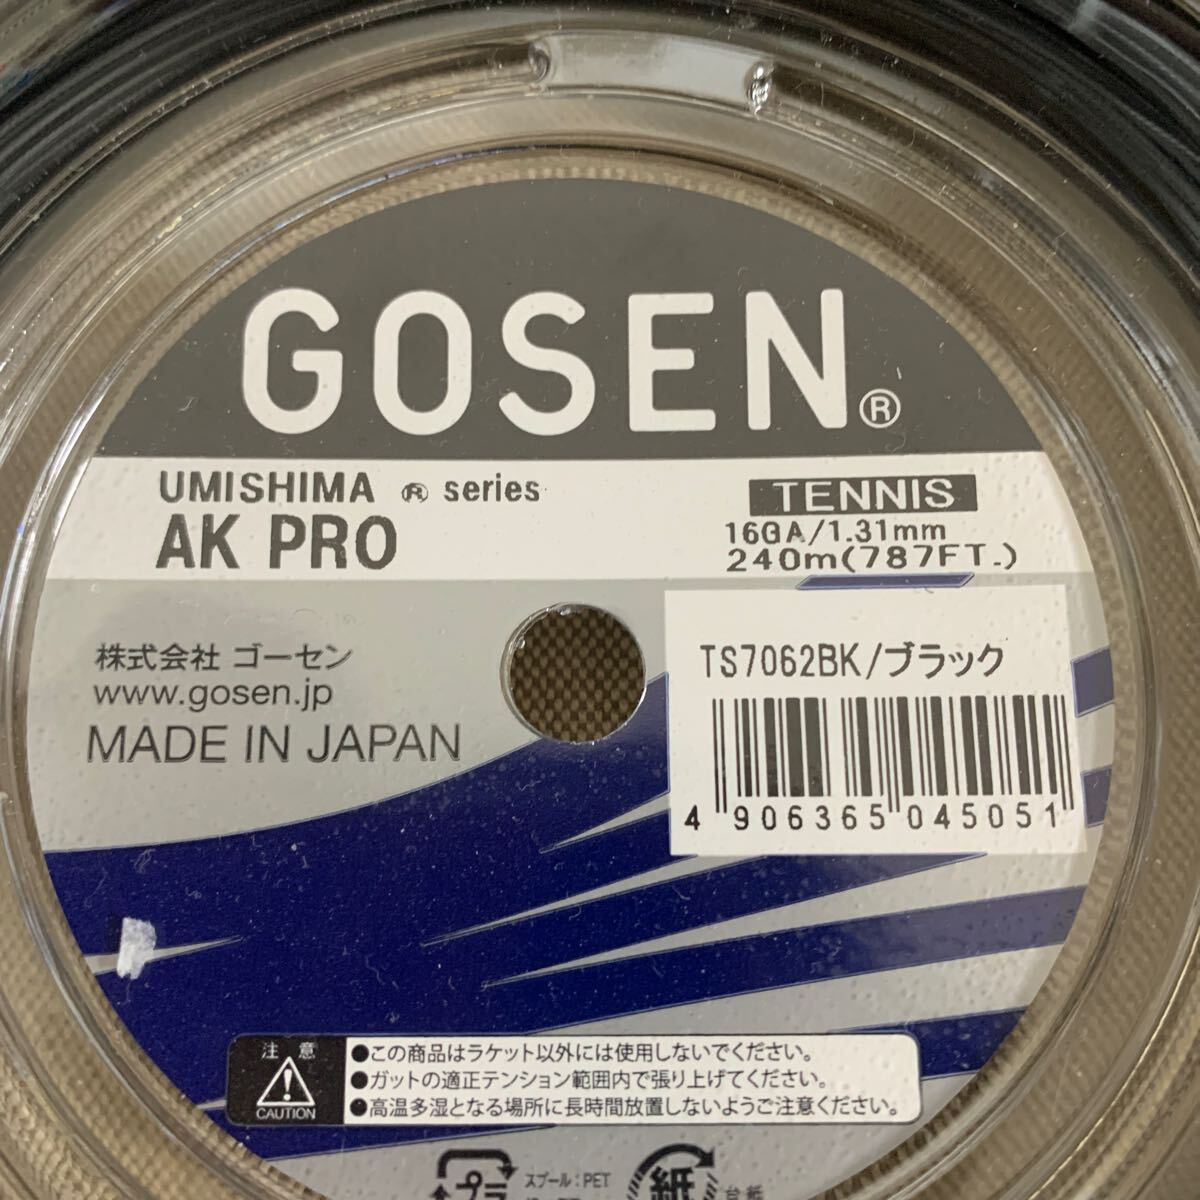 GOSEN®
UMISHIMA ® series
AK PRO
TENNIS
16GA/1.31mm
240m(787FT.)
株式会社 ゴーセン
www.gosen.jp
MADE IN JAPAN
TS7062BK/ブラック
4 906365 045051
注 意
CAUTION
●この商品はラケット以外には使用しないでください。
●ガットの適正テンション範囲内で張り上げてください。
●高温多湿となる場所に長時間放置しないようご注意ください。
スプール：PET
紙
台紙